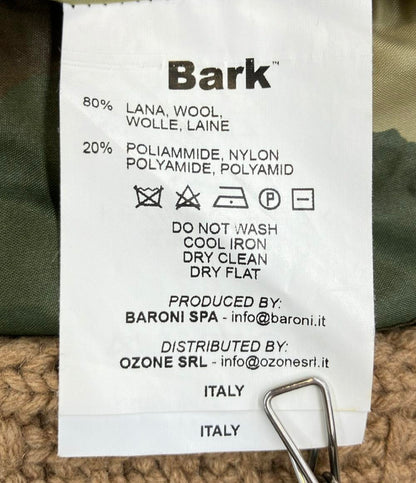 Bark™
80% LANA, WOOL,
WOLLE, LAINE
20% POLIAMMIDE, NYLON
POLYAMIDE, POLYAMID
P
DO NOT WASH
COOL IRON
DRY CLEAN
DRY FLAT
PRODUCED BY:
BARONI SPA - info@baroni.it
DISTRIBUTED BY:
OZONE SRL - info@ozonesrl.it
ITALY
ITALY